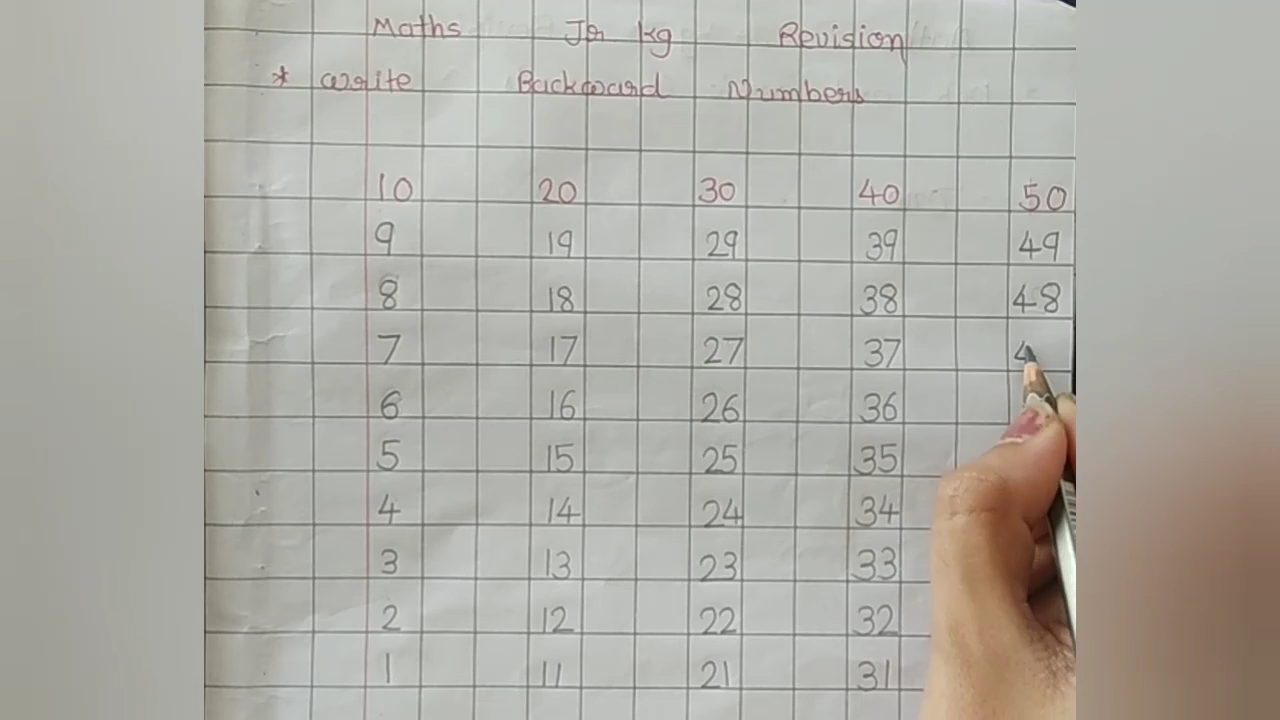 Maths Jr kg Revision
* Write Backward Numbers
10 20 30 40 50
9 19 29 39 49
8 18 28 38 48
7 17 27 37 4
6 16 26 36
5 15 25 35
4 14 24 34
3 13 23 33
2 12 22 32
1 11 21 31